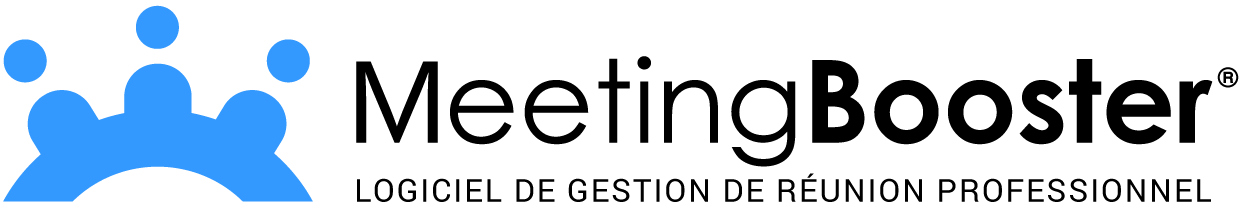 MeetingBooster®
LOGICIEL DE GESTION DE RÉUNION PROFESSIONNEL